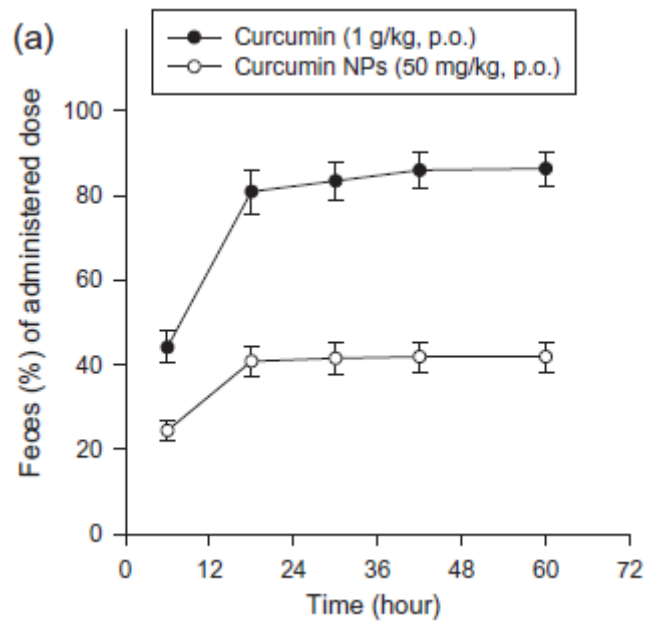 (a)
Curcumin (1 g/kg, p.o.)
Curcumin NPs (50 mg/kg, p.o.)
Feœs (%) of administered dose
100
80
60
40
20
0
0 12 24 36 48 60 72
Time (hour)